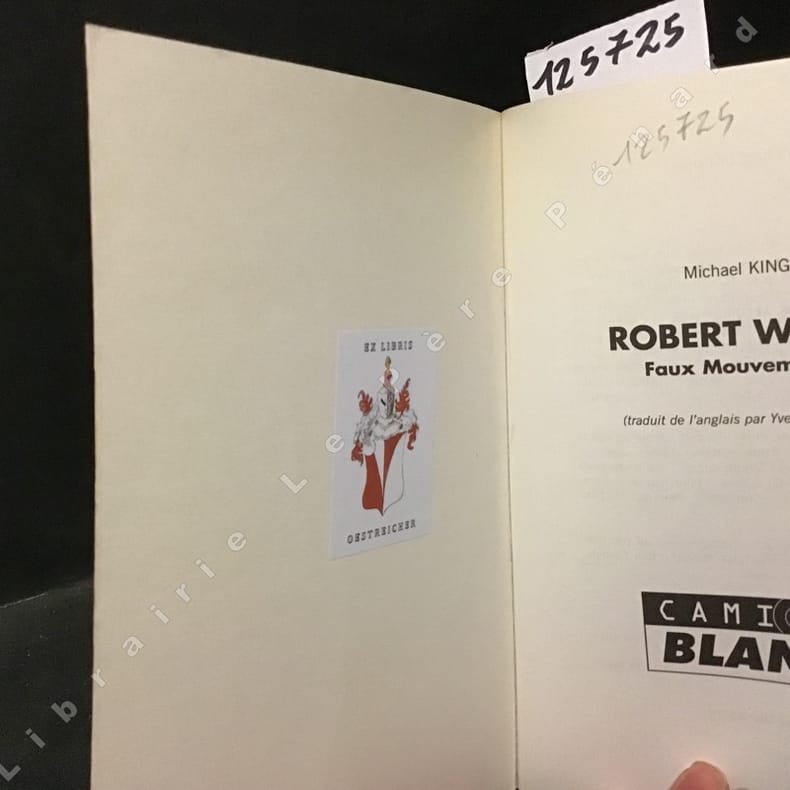 125725
125725
EX LIBRIS
OESTREICHER
Michael KING
ROBERT W
Faux Mouvem
(traduit de l'anglais par Yve
CAMI
BLAN
Librairie Le Père Pénard